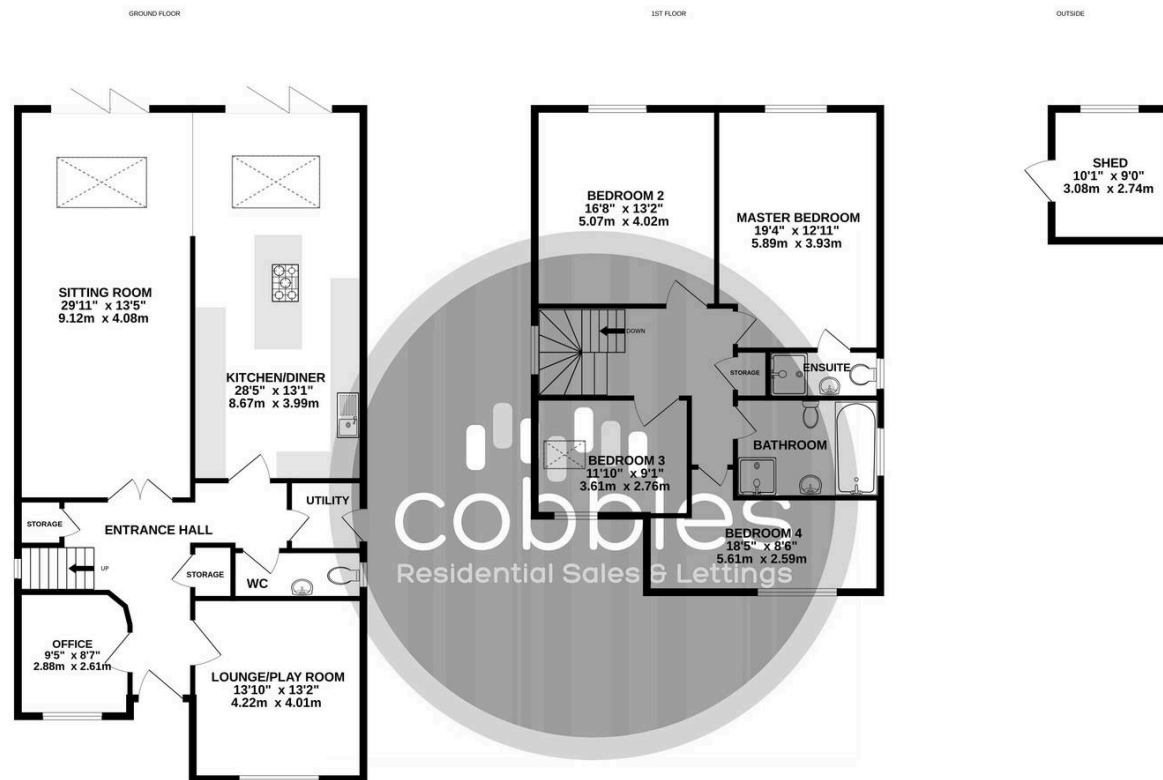 GROUND FLOOR
SITTING ROOM
29'11" x 13'5"
9.12m x 4.08m
KITCHEN/DINER
28'5" x 13'1"
8.67m x 3.99m
UTILITY
STORAGE
ENTRANCE HALL
UP
STORAGE
WC
OFFICE
9'5" x 8'7"
2.88m x 2.61m
LOUNGE/PLAY ROOM
13'10" x 13'2"
4.22m x 4.01m
1ST FLOOR
BEDROOM 2
16'8" x 13'2"
5.07m x 4.02m
MASTER BEDROOM
19'4" x 12'11"
5.89m x 3.93m
DOWN
STORAGE
ENSUITE
BATHROOM
BEDROOM 3
11'10" x 9'1"
3.61m x 2.76m
BEDROOM 4
18'5" x 8'6"
5.61m x 2.59m
cobbles
Residential Sales & Lettings
OUTSIDE
SHED
10'1" x 9'0"
3.08m x 2.74m